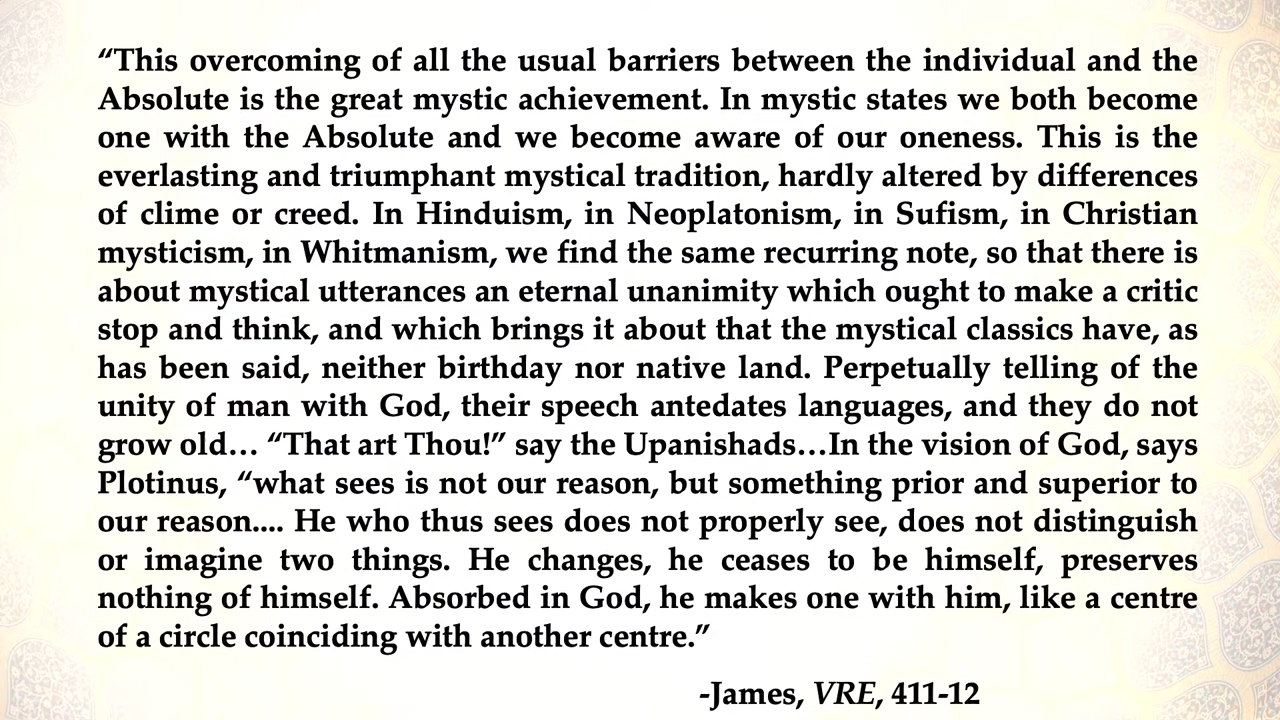 “This overcoming of all the usual barriers between the individual and the
Absolute is the great mystic achievement. In mystic states we both become
one with the Absolute and we become aware of our oneness. This is the
everlasting and triumphant mystical tradition, hardly altered by differences
of clime or creed. In Hinduism, in Neoplatonism, in Sufism, in Christian
mysticism, in Whitmanism, we find the same recurring note, so that there is
about mystical utterances an eternal unanimity which ought to make a critic
stop and think, and which brings it about that the mystical classics have, as
has been said, neither birthday nor native land. Perpetually telling of the
unity of man with God, their speech antedates languages, and they do not
grow old… “That art Thou!” say the Upanishads…In the vision of God, says
Plotinus, “what sees is not our reason, but something prior and superior to
our reason.... He who thus sees does not properly see, does not distinguish
or imagine two things. He changes, he ceases to be himself, preserves
nothing of himself. Absorbed in God, he makes one with him, like a centre
of a circle coinciding with another centre.”
-James, VRE, 411-12